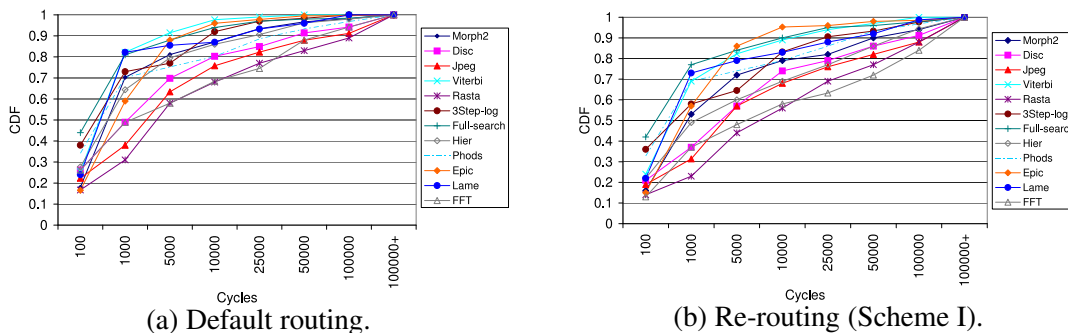 1
0.9
0.8
0.7
0.6
0.5
0.4
0.3
0.2
0.1
0
CDF
100
1000
5000
10000
25000
50000
100000
100000+
Cycles
Morph2
Disc
Jpeg
Viterbi
Rasta
3Step-log
Full-search
Hier
Phods
Epic
Lame
FFT
(a) Default routing.
1
0.9
0.8
0.7
0.6
0.5
0.4
0.3
0.2
0.1
0
CDF
100
1000
5000
10000
25000
50000
100000
100000+
Cycles
Morph2
Disc
Jpeg
Viterbi
Rasta
3Step-log
Full-search
Hier
Phods
Epic
Lame
FFT
(b) Re-routing (Scheme I).